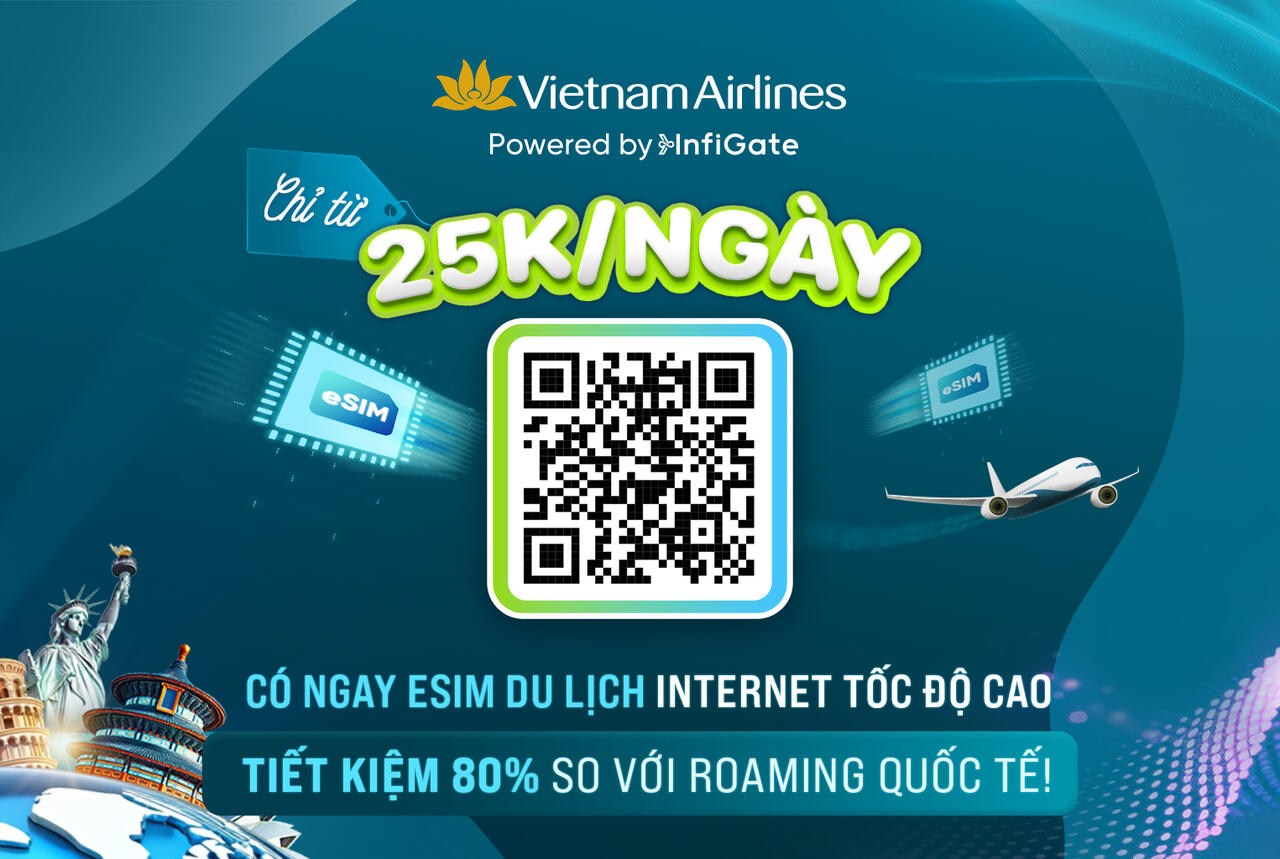 Vietnam Airlines
Powered by InfiGate
Chỉ từ
25K/NGÀY
eSIM
eSIM
CÓ NGAY ESIM DU LỊCH INTERNET TỐC ĐỘ CAO
TIẾT KIỆM 80% SO VỚI ROAMING QUỐC TẾ!